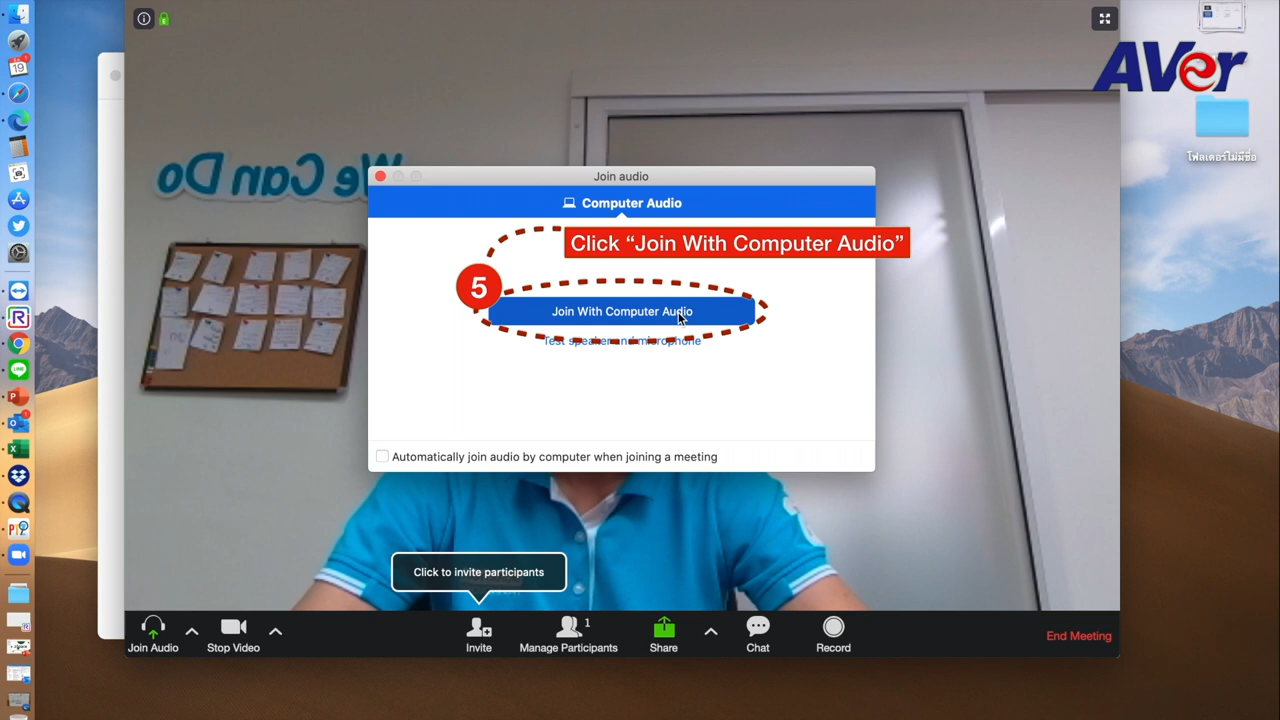 AVer
19
โฟลเดอร์ไม่มีชื่อ
We Can Do
Join audio
Computer Audio
Click “Join With Computer Audio”
5
Join With Computer Audio
Test speaker and microphone
Automatically join audio by computer when joining a meeting
Click to invite participants
1
Join Audio
Stop Video
Invite
Manage Participants
Share
Chat
Record
End Meeting